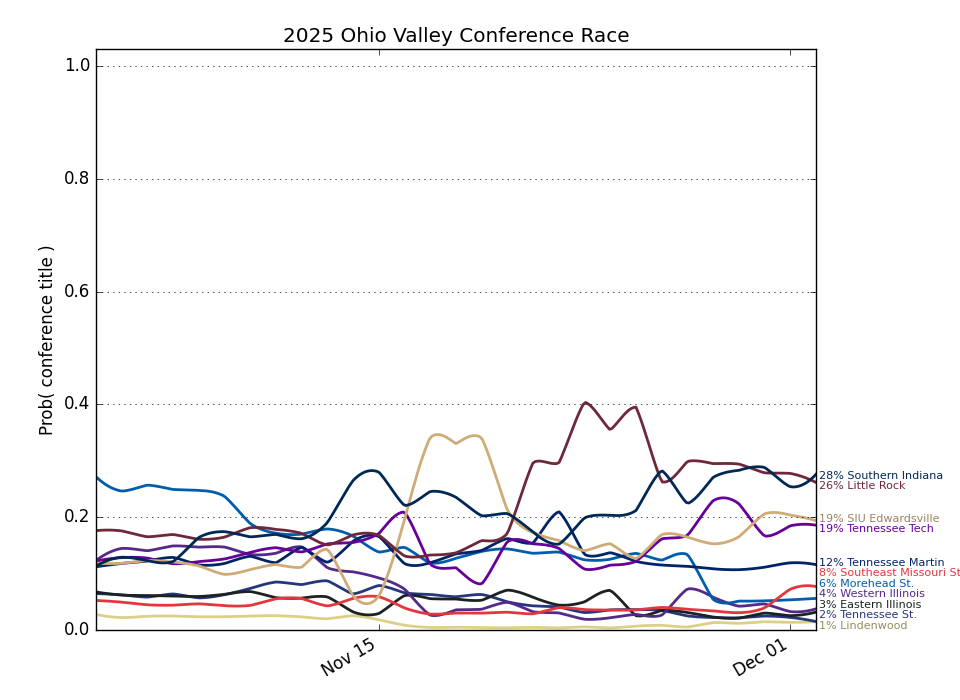 2025 Ohio Valley Conference Race
1.0
0.8
0.6
0.4
0.2
0.0
Prob( conference title )
Nov 15
Dec 01
28% Southern Indiana
26% Little Rock
19% SIU Edwardsville
19% Tennessee Tech
12% Tennessee Martin
8% Southeast Missouri St
6% Morehead St.
4% Western Illinois
3% Eastern Illinois
2% Tennessee St.
1% Lindenwood